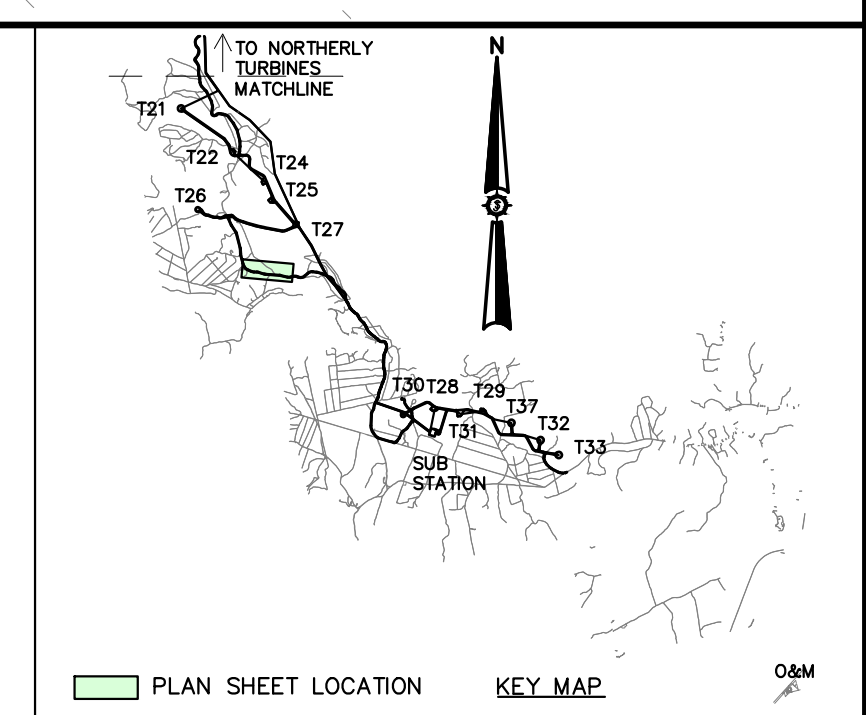 TO NORTHERLY
TURBINES
MATCHLINE
N
T21
T22
T24
T25
T26
T27
T30
T28
T29
T37
T32
T31
T33
SUB
STATION
PLAN SHEET LOCATION
KEY MAP
O&M